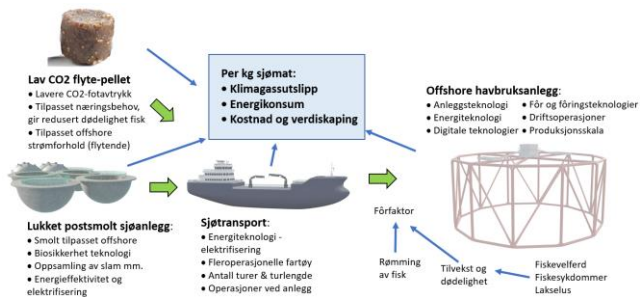 Lav CO2 flyte-pellet
• Lavere CO2-fotavtrykk
• Tilpasset næringsbehov,
gir redusert dødelighet fisk
• Tilpasset offshore
strømforhold (flytende)
Per kg sjømat:
• Klimagassutslipp
• Energikonsum
• Kostnad og verdiskaping
Offshore havbruksanlegg:
• Anleggsteknologi
• Energiteknologi
• Digitale teknologier
• Fôr og fôringsteknologier
• Driftsoperasjoner
• Produksjonsskala
Lukket postsmolt sjøanlegg:
• Smolt tilpasset offshore
• Biosikkerhet teknologi
• Oppsamling av slam mm.
• Energieffektivitet og
elektrifisering
Sjøtransport:
• Energiteknologi -
elektrifisering
• Fleroperasjonelle fartøy
• Antall turer & turlengde
• Operasjoner ved anlegg
Fôrfaktor
Rømming
av fisk
Tilvekst og
dødelighet
Fiskevelferd
Fiskesykdommer
Lakselus